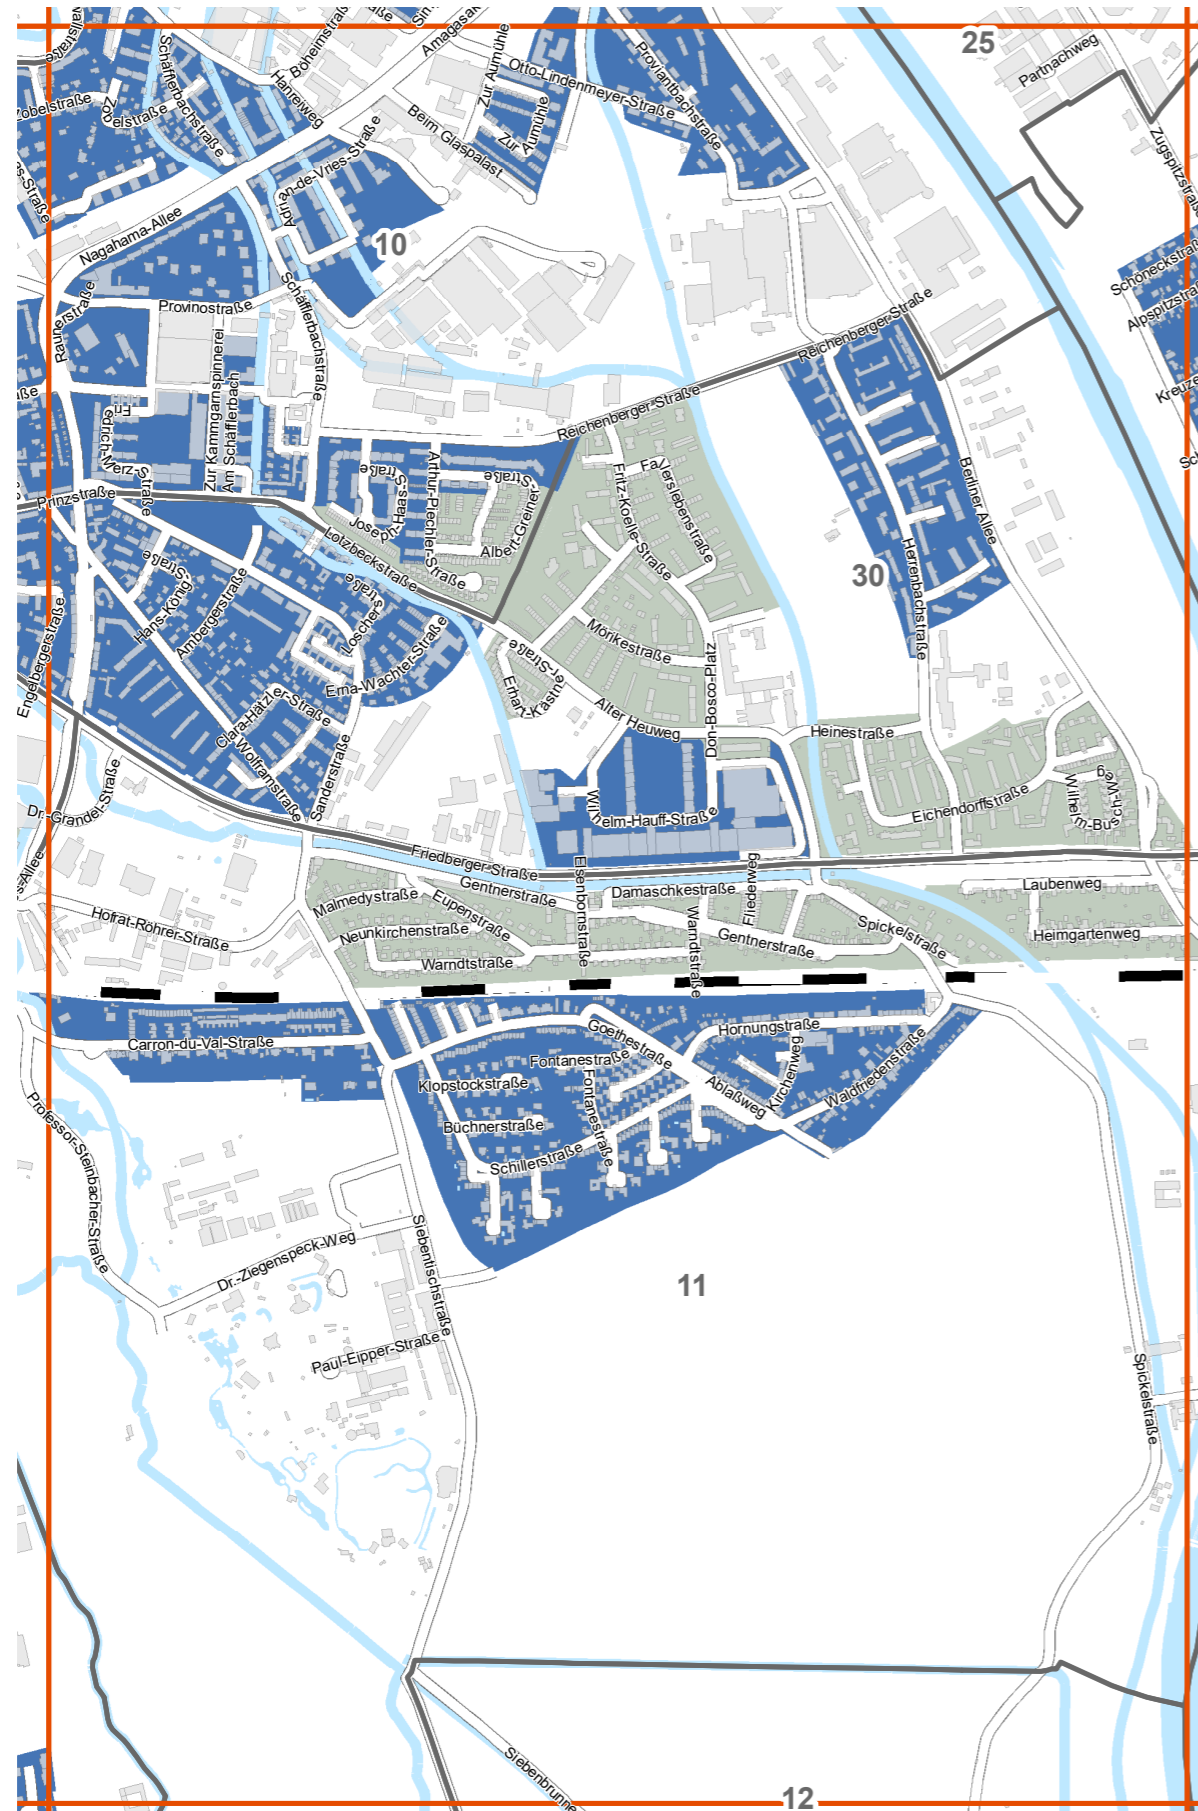 25
Partnachweg
Zugspitzstraße
wallstraße
Schäfflerbachstraße
Böheimstraße
Hanreiweg
Amagasaki
Zur Aumühle
Otto-Lindenmeyer-Straße
Proviantbachstraße
Zobelstraße
Zobelstraße
Adrian-de-Vries-Straße
Beim Glaspalast
Zur Aumühle
Nagahama-Allee
10
Schöneckstraße
Alpspitzstraße
Raunerstraße
Provinostraße
Schäfflerbachstraße
Reichenberger-Straße
Reichenberger-Straße
Friedrich-Merz-Straße
Zur Kammgarnspinnerei
Am Schäfflerbach
Prinzstraße
Joseph-Haas-Straße
Arthur-Piechler-Straße
Albert-Greiner-Straße
Fritz-Koelle-Straße
Fallerslebenstraße
Berliner Allee
Herrenbachstraße
30
Lotzbeckstraße
Hans-König-Straße
Ambergerstraße
Loscherstraße
Erna-Wachter-Straße
Engelbergerstraße
Mörikestraße
Erhart-Kästner-Straße
Don-Bosco-Platz
Alter Heuweg
Heinestraße
Clara-Hätzler-Straße
Wolframstraße
Sanderstraße
Wilhelm-Hauff-Straße
Eichendorffstraße
Wilhelm-Busch-Weg
Dr.-Grandel-Straße
Friedberger-Straße
Gentnerstraße
Eisenbornstraße
Damaschkestraße
Fliederweg
Laubenweg
Malmedystraße
Eupenstraße
Hofrat-Röhrer-Straße
Neunkirchenstraße
Warndtstraße
Warndtstraße
Gentnerstraße
Spickelstraße
Heimgartenweg
Carron-du-Val-Straße
Goethestraße
Hornungstraße
Fontanestraße
Klopstockstraße
Fontanestraße
Ablaßweg
Kirchenweg
Waldfriedenstraße
Büchnerstraße
Schillerstraße
Professor-Steinbacher-Straße
Siebentischstraße
Dr.-Ziegenspeck-Weg
11
Paul-Eipper-Straße
Spickelstraße
Siebenbrunne
12